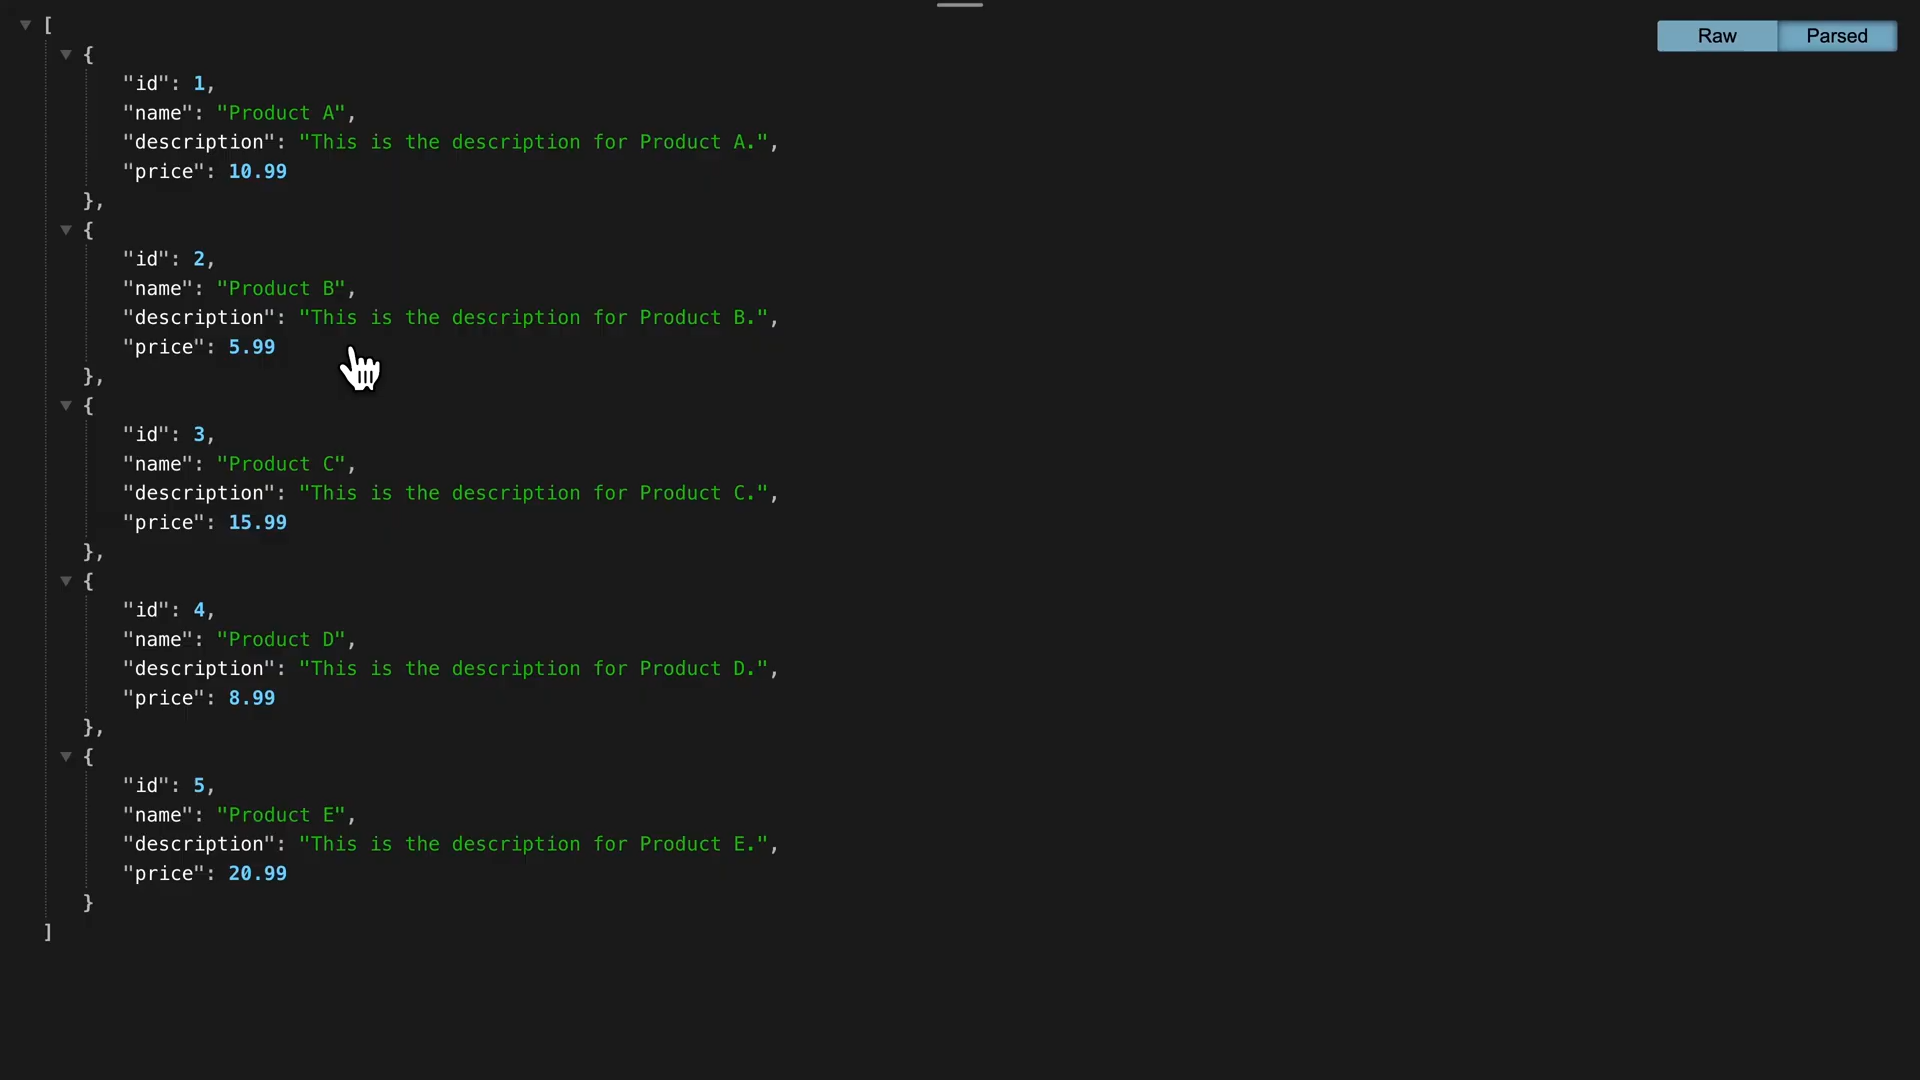 [
{
"id": 1,
"name": "Product A",
"description": "This is the description for Product A.",
"price": 10.99
},
{
"id": 2,
"name": "Product B",
"description": "This is the description for Product B.",
"price": 5.99
},
{
"id": 3,
"name": "Product C",
"description": "This is the description for Product C.",
"price": 15.99
},
{
"id": 4,
"name": "Product D",
"description": "This is the description for Product D.",
"price": 8.99
},
{
"id": 5,
"name": "Product E",
"description": "This is the description for Product E.",
"price": 20.99
}
]
Raw
Parsed